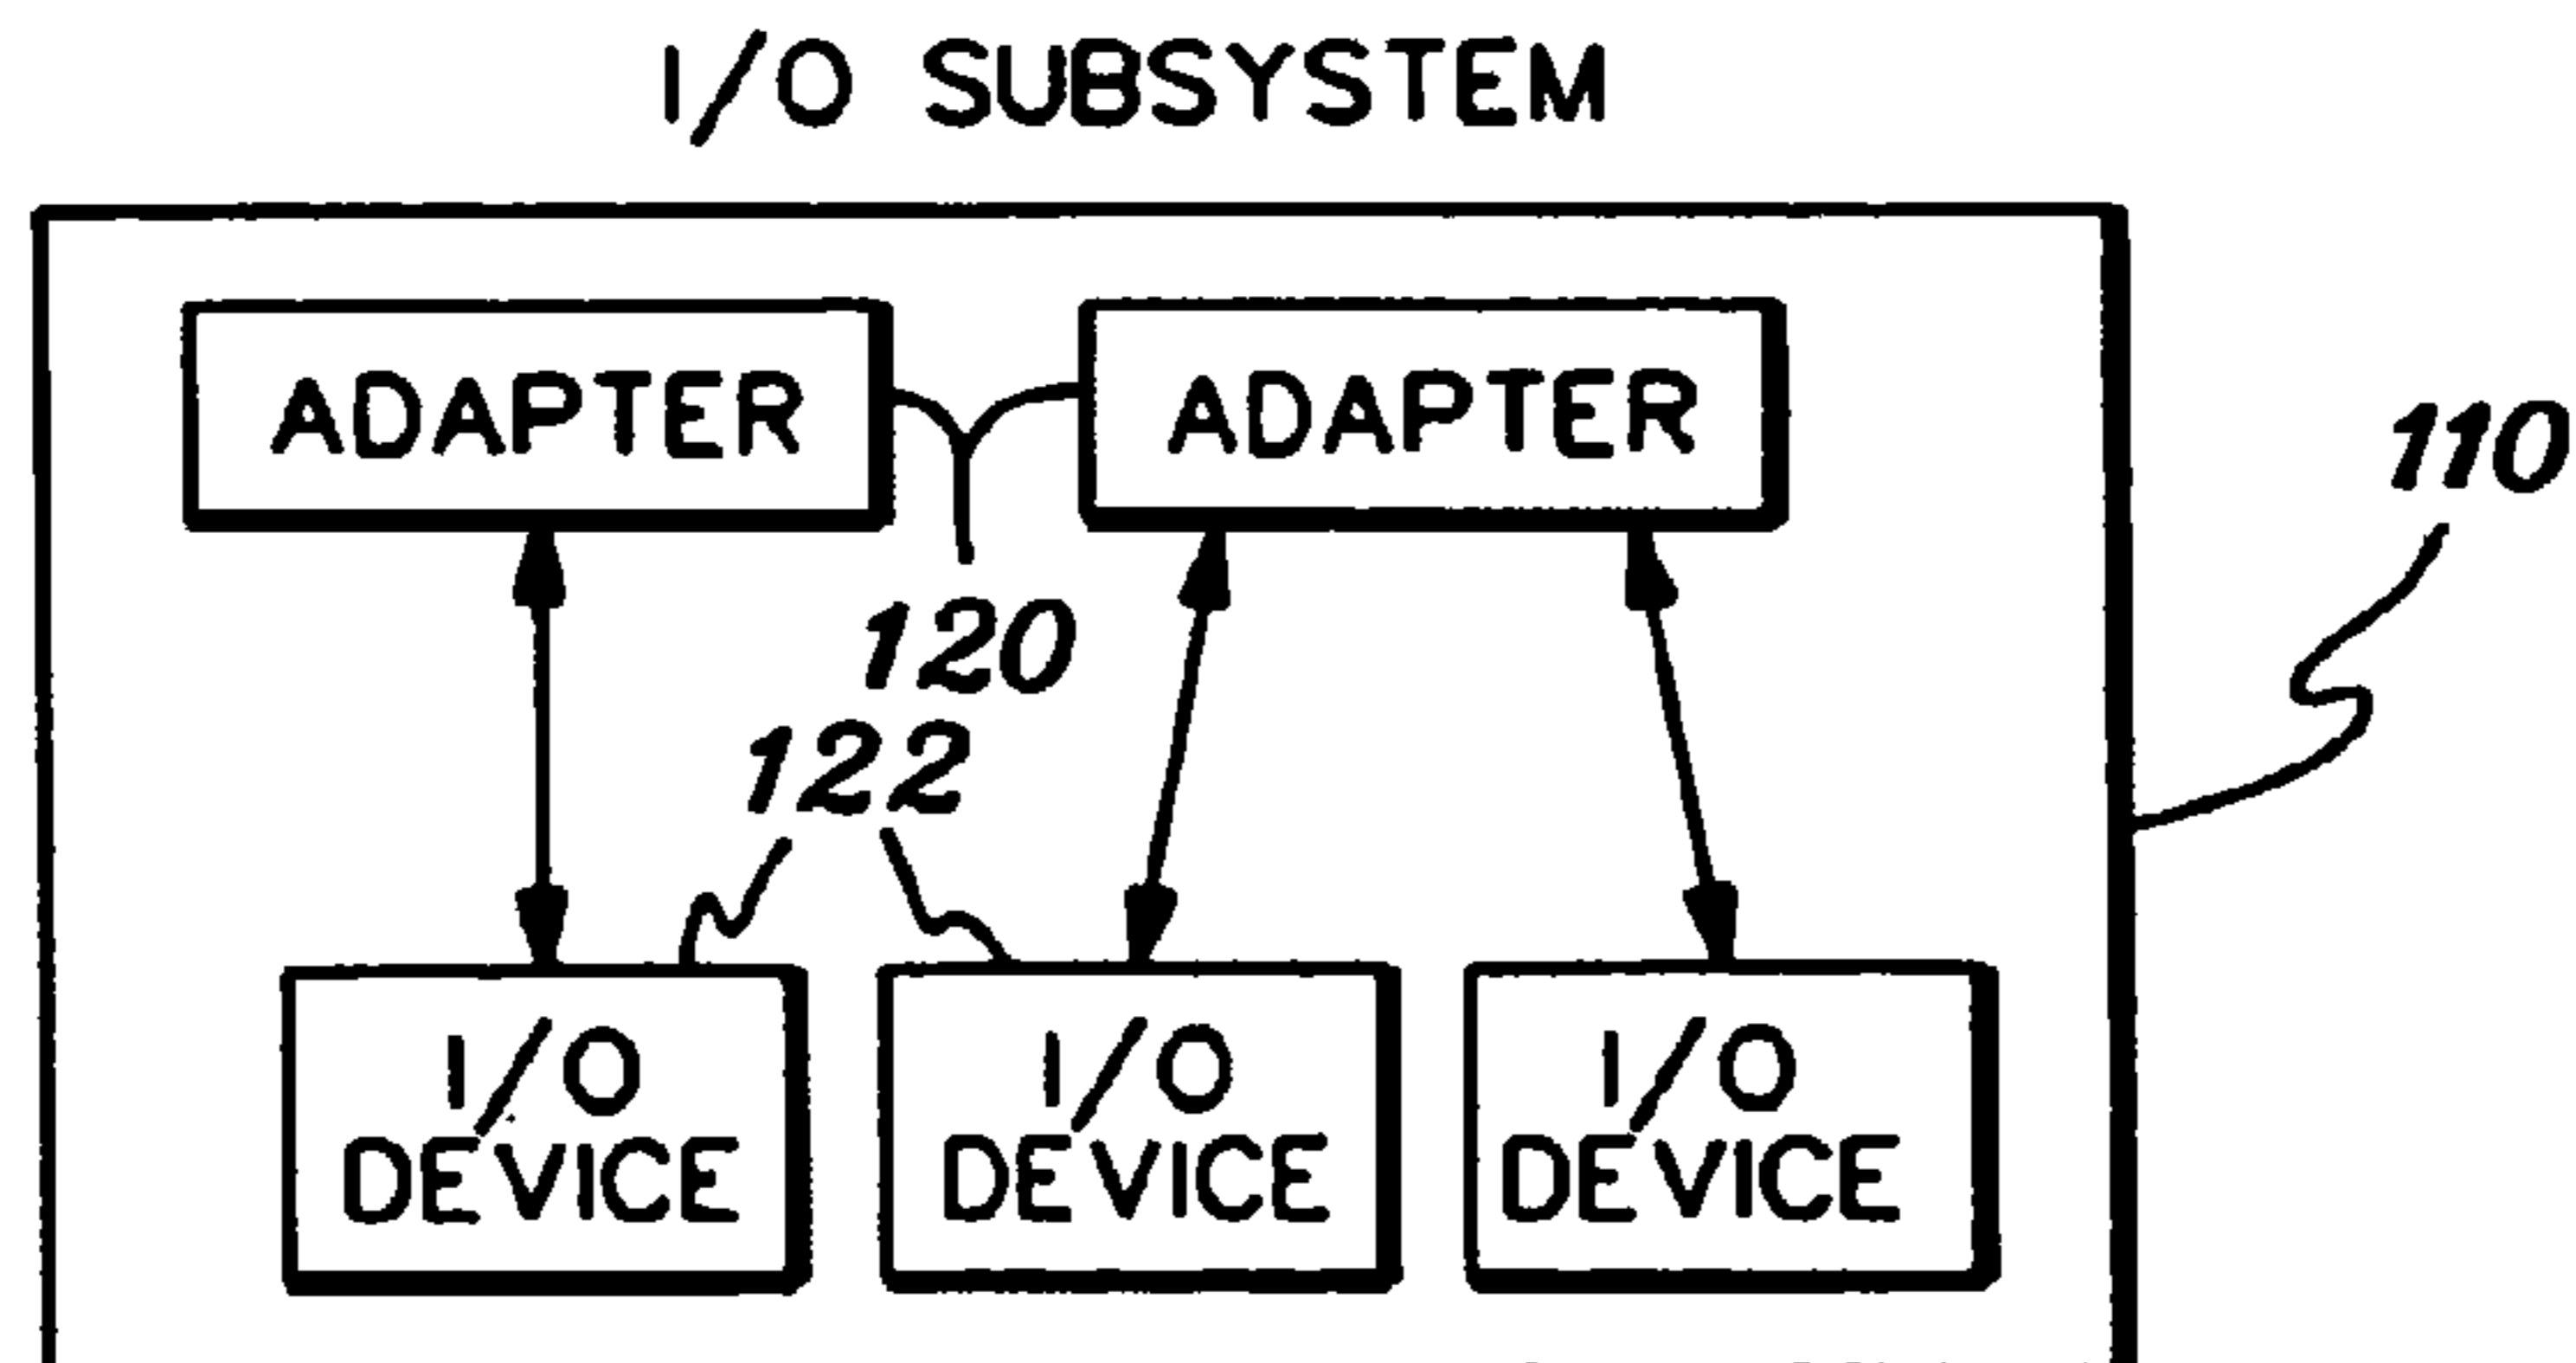 I/O SUBSYSTEM
ADAPTER ADAPTER
110
120
122
I/O I/O I/O
DEVICE DEVICE DEVICE